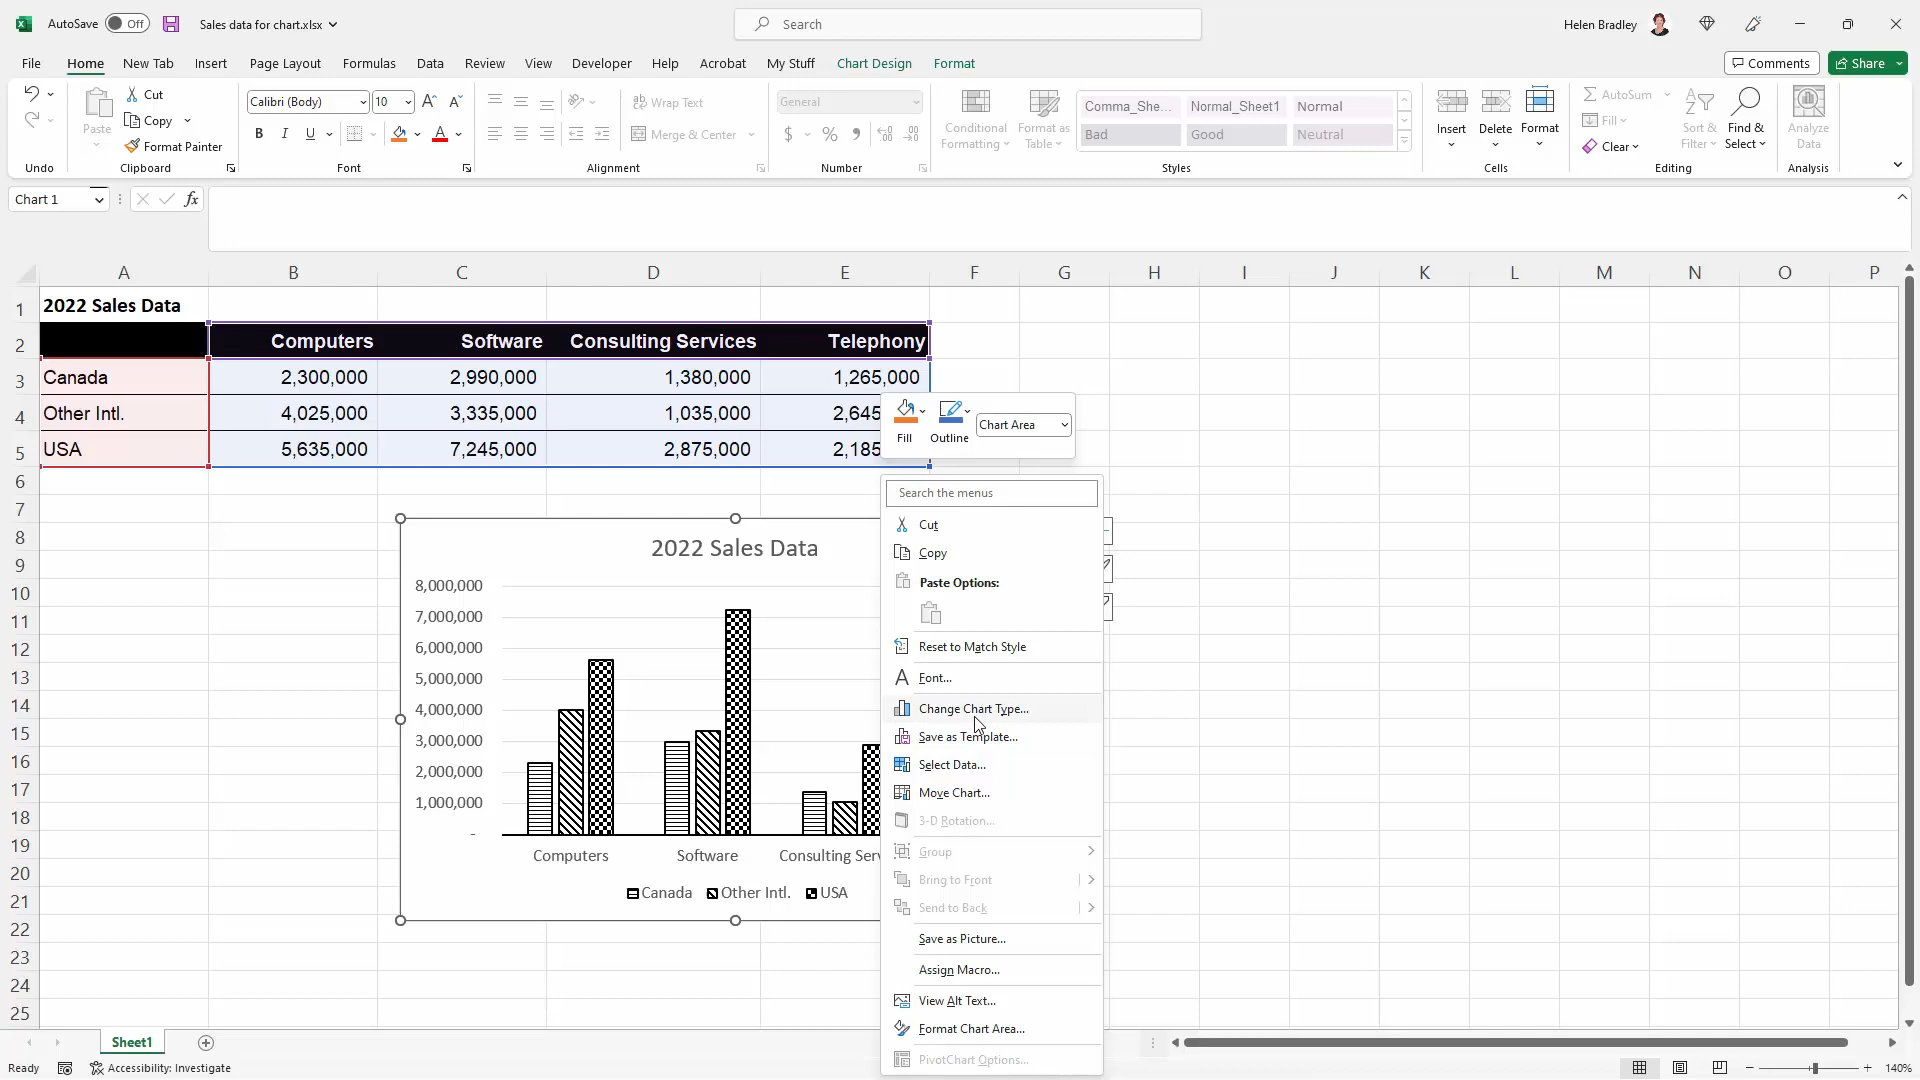 AutoSave Off Sales data for chart.xlsx Search Helen Bradley
File Home New Tab Insert Page Layout Formulas Data Review View Developer Help Acrobat My Stuff Chart Design Format Comments Share
Undo
Paste Cut
Copy
Format Painter
Clipboard
Calibri (Body) 10
B I U A
Font
Wrap Text
Merge & Center
Alignment
General
$ %
Number
Conditional Formatting
Format as Table
Comma_She... Normal_Sheet1 Normal
Bad Good Neutral
Styles
Insert Delete Format
Cells
AutoSum
Fill
Clear
Sort & Filter
Find & Select
Editing
Analyze Data
Analysis
Chart 1 fx
A B C D E F G H I J K L M N O P
1 2022 Sales Data
2 Computers Software Consulting Services Telephony
3 Canada 2,300,000 2,990,000 1,380,000 1,265,000
4 Other Intl. 4,025,000 3,335,000 1,035,000 2,645
5 USA 5,635,000 7,245,000 2,875,000 2,185
6
7
8
9
10
11
12
13
14
15
16
17
18
19
20
21
22
23
24
25
Fill Outline Chart Area
Search the menus
Cut
Copy
Paste Options:
Reset to Match Style
Font...
Change Chart Type...
Save as Template...
Select Data...
Move Chart...
3-D Rotation...
Group
Bring to Front
Send to Back
Save as Picture...
Assign Macro...
View Alt Text...
Format Chart Area...
PivotChart Options...
2022 Sales Data
8,000,000
7,000,000
6,000,000
5,000,000
4,000,000
3,000,000
2,000,000
1,000,000
-
Computers Software Consulting Serv
Canada Other Intl. USA
Sheet1
Ready Accessibility: Investigate 140%